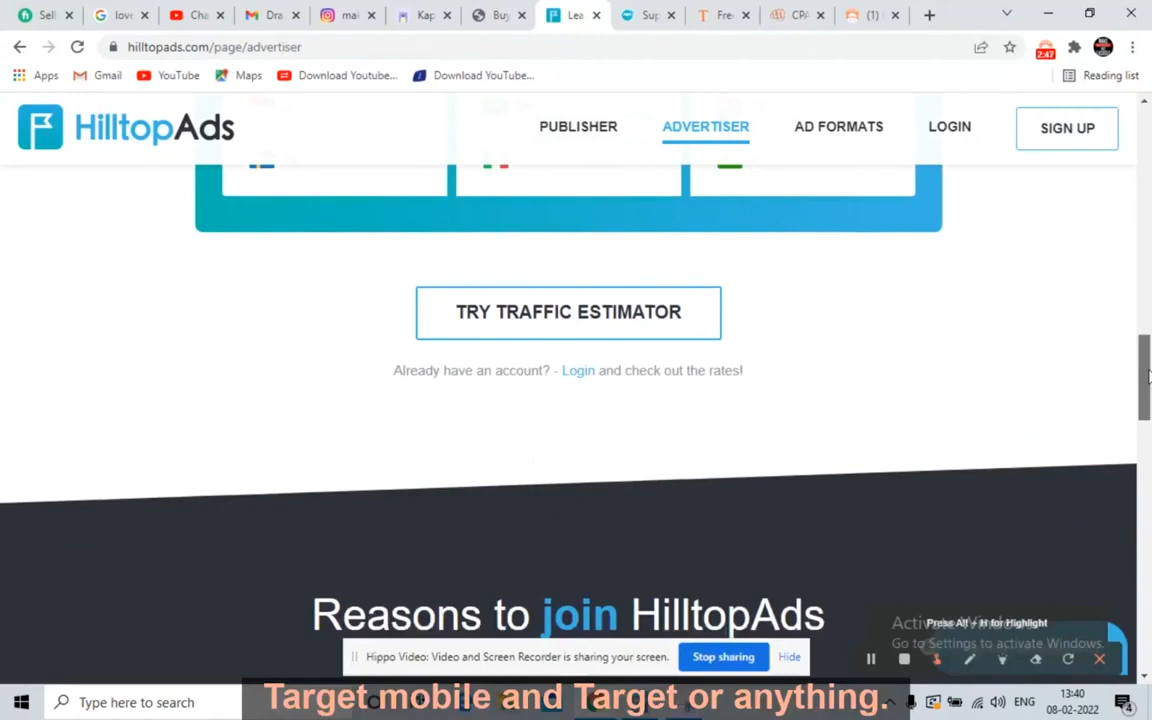 Sell
love
Cha
Dra
mai
Kap
Buy
Lea
Sup
Fre
CPA
(1)
hilltopads.com/page/advertiser
2:47
Apps
Gmail
YouTube
Maps
Download Youtube...
Download YouTube...
Reading list
HilltopAds
PUBLISHER
ADVERTISER
AD FORMATS
LOGIN
SIGN UP
TRY TRAFFIC ESTIMATOR
Already have an account? - Login and check out the rates!
Reasons to join HilltopAds
Press Alt + H for Highlight
Go to Settings to activate Windows.
Hippo Video: Video and Screen Recorder is sharing your screen.
Stop sharing
Hide
Target mobile and Target or anything.
Type here to search
ENG
13:40
08-02-2022
4